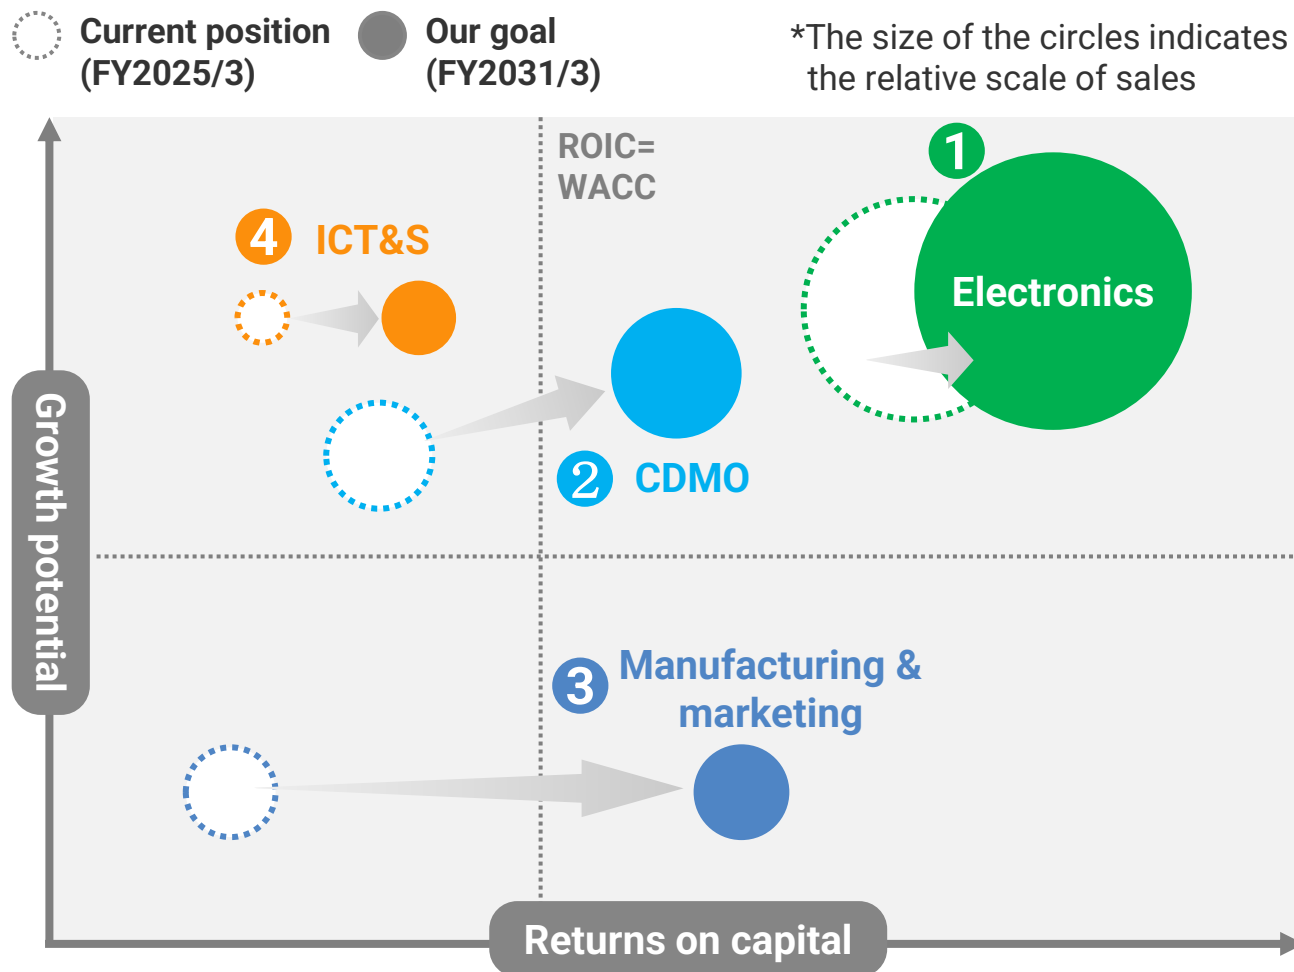 Current position
(FY2025/3)
Our goal
(FY2031/3)
*The size of the circles indicates
the relative scale of sales
ROIC=
WACC
1
Electronics
4
ICT&S
2
CDMO
Growth potential
3
Manufacturing &
marketing
Returns on capital